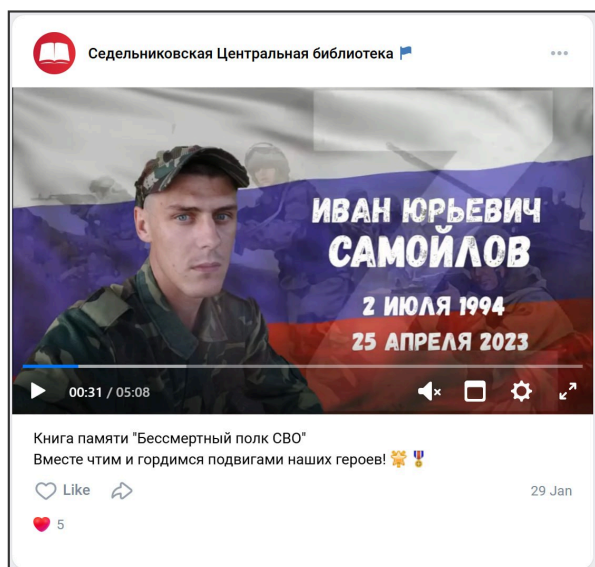 Седельниковская Центральная библиотека
ИВАН ЮРЬЕВИЧ
САМОЙЛОВ
2 ИЮЛЯ 1994
25 АПРЕЛЯ 2023
00:31 / 05:08
Книга памяти "Бессмертный полк СВО"
Вместе чтим и гордимся подвигами наших героев!
Like
29 Jan
5